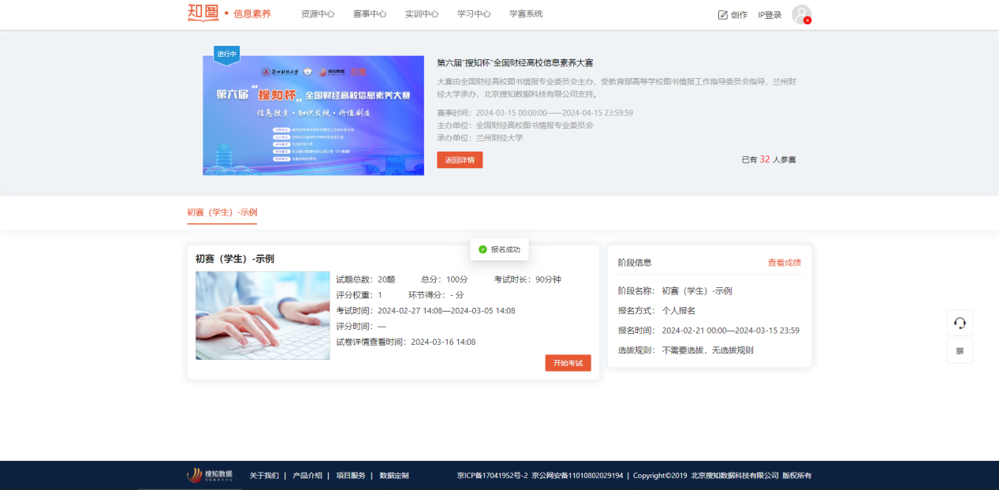 知图 • 信息素养
资源中心 赛事中心 实训中心 学习中心 学赛系统
创作 IP登录
进行中
兰州财经大学 搜知数据
第六届“搜知杯”全国财经高校信息素养大赛
信息搜索·知识发现·价值创造
第六届“搜知杯”全国财经高校信息素养大赛
大赛由全国财经高校图书情报专业委员会主办，受教育部高等学校图书情报工作指导委员会指导，兰州财
经大学承办，北京搜知数据科技有限公司支持。
赛事时间：2024-03-15 00:00:00——2024-04-15 23:59:59
主办单位：全国财经高校图书情报专业委员会
承办单位：兰州财经大学
返回详情
已有 32 人参赛
初赛（学生）-示例
报名成功
初赛（学生）-示例
试题总数：20题 总分：100分 考试时长：90分钟
评分权重：1 环节得分：- 分
考试时间：2024-02-27 14:08—2024-03-05 14:08
评分时间：—
试卷详情查看时间：2024-03-16 14:08
开始考试
阶段信息 查看成绩
阶段名称： 初赛（学生）-示例
报名方式： 个人报名
报名时间： 2024-02-21 00:00—2024-03-15 23:59
选拔规则： 不需要选拔，无选拔规则
搜知数据
关于我们 | 产品介绍 | 项目服务 | 数据定制
京ICP备17041952号-2 京公网安备11010802029194 | Copyright©2019 北京搜知数据科技有限公司 版权所有